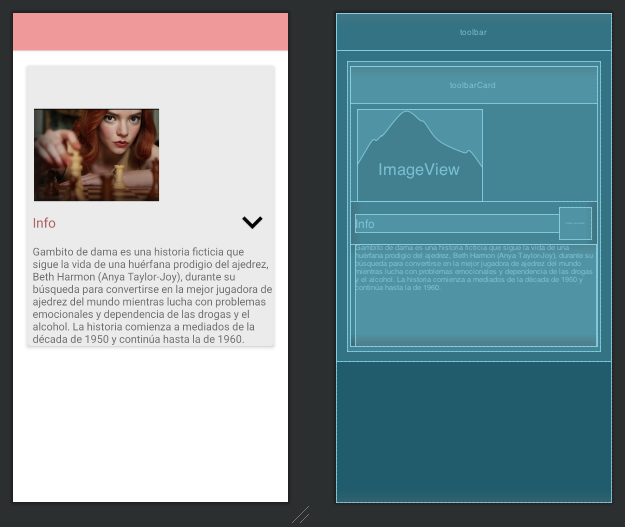 Info
Gambito de dama es una historia ficticia que
sigue la vida de una huérfana prodigio del ajedrez,
Beth Harmon (Anya Taylor-Joy), durante su
búsqueda para convertirse en la mejor jugadora de
ajedrez del mundo mientras lucha con problemas
emocionales y dependencia de las drogas y el
alcohol. La historia comienza a mediados de la
década de 1950 y continúa hasta la de 1960.
toolbar
toolbarCard
ImageView
Info
Gambito de dama es una historia ficticia que sigue la vida de una
huérfana prodigio del ajedrez, Beth Harmon (Anya Taylor-Joy), durante su
búsqueda para convertirse en la mejor jugadora de ajedrez del mundo
mientras lucha con problemas emocionales y dependencia de las drogas
y el alcohol. La historia comienza a mediados de la década de 1950 y
continúa hasta la de 1960.